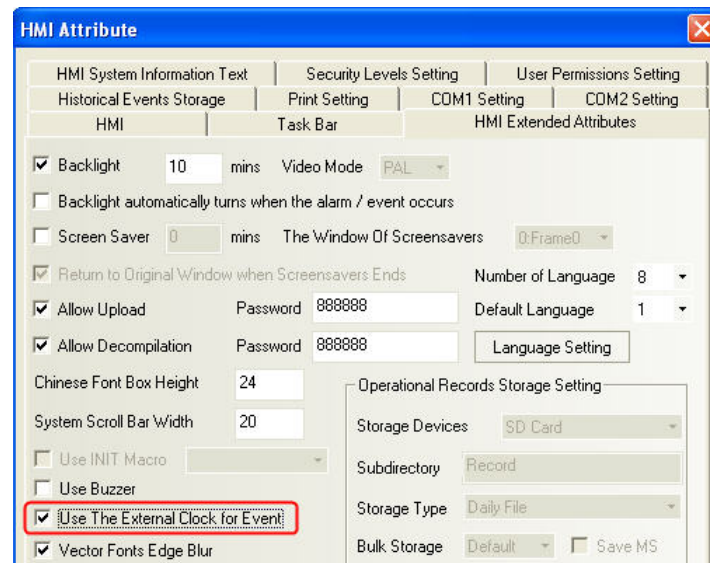 HMI Attribute
HMI System Information Text Security Levels Setting User Permissions Setting
Historical Events Storage Print Setting COM1 Setting COM2 Setting
HMI Task Bar HMI Extended Attributes
Backlight 10 mins Video Mode PAL
Backlight automatically turns when the alarm / event occurs
Screen Saver 0 mins The Window Of Screensavers 0:Frame0
Return to Original Window when Screensavers Ends Number of Language 8
Allow Upload Password 888888 Default Language 1
Allow Decompilation Password 888888 Language Setting
Chinese Font Box Height 24 Operational Records Storage Setting
System Scroll Bar Width 20 Storage Devices SD Card
Use INIT Macro Subdirectory Record
Use Buzzer
Use The External Clock for Event Storage Type Daily File
Vector Fonts Edge Blur Bulk Storage Default Save MS